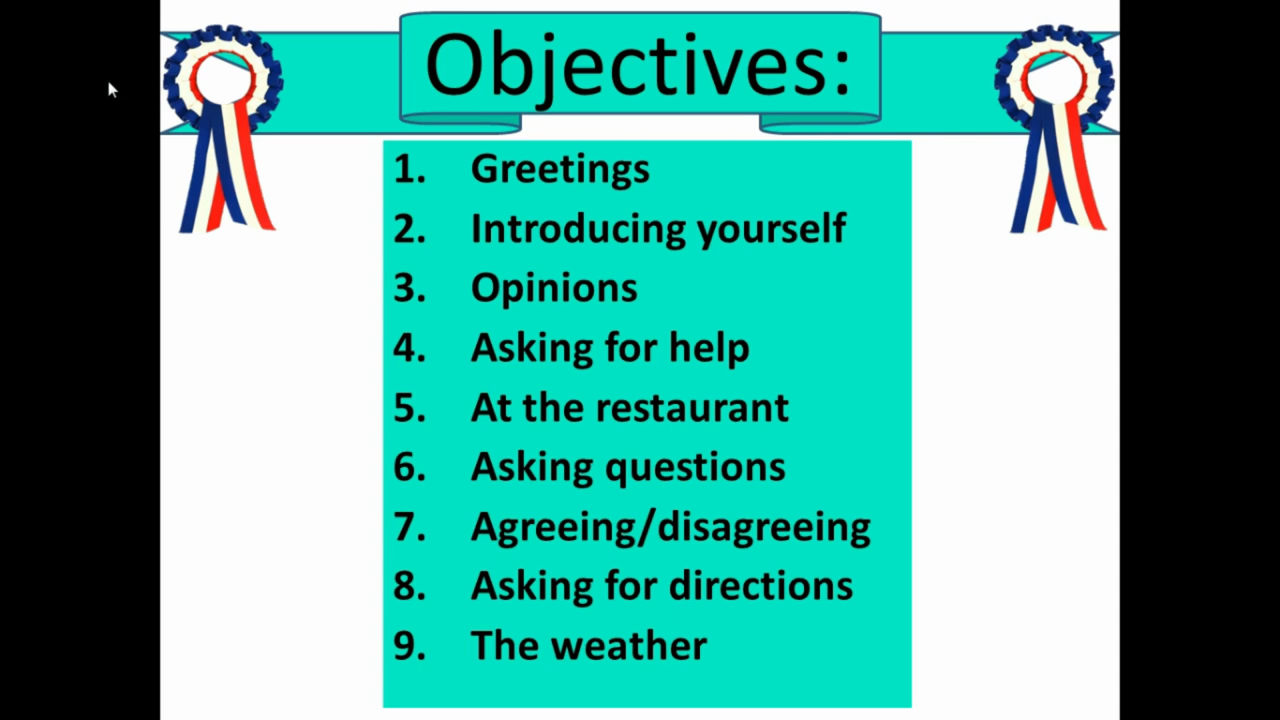 Objectives:
1. Greetings
2. Introducing yourself
3. Opinions
4. Asking for help
5. At the restaurant
6. Asking questions
7. Agreeing/disagreeing
8. Asking for directions
9. The weather